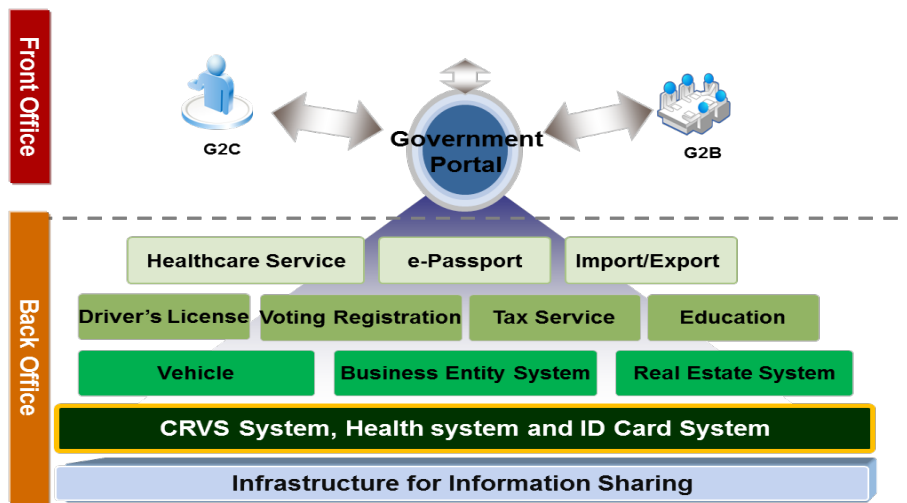 Front Office
G2C
Government
Portal
G2B
Back Office
Healthcare Service
e-Passport
Import/Export
Driver's License
Voting Registration
Tax Service
Education
Vehicle
Business Entity System
Real Estate System
CRVS System, Health system and ID Card System
Infrastructure for Information Sharing